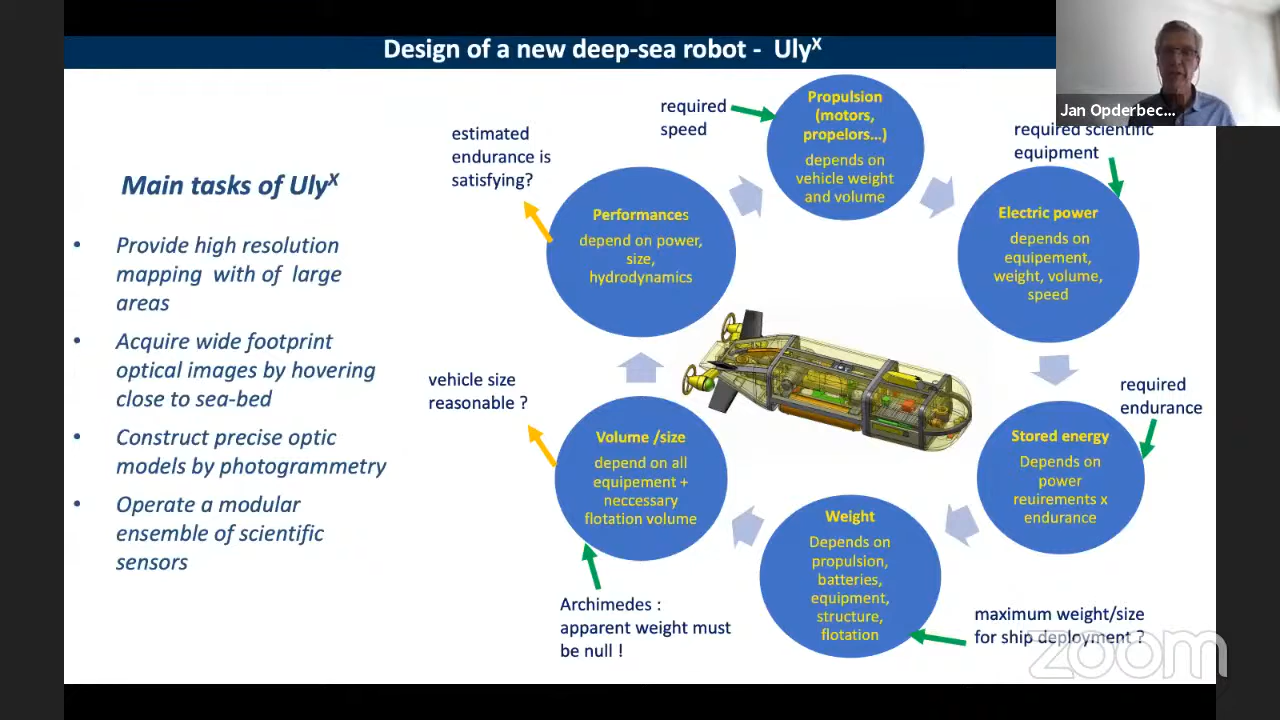 Design of a new deep-sea robot - Ulyˣ
Jan Opderbec...
Main tasks of Ulyˣ
• Provide high resolution
mapping with of large
areas
• Acquire wide footprint
optical images by hovering
close to sea-bed
• Construct precise optic
models by photogrammetry
• Operate a modular
ensemble of scientific
sensors
required
speed
Propulsion
(motors,
propelors...)
depends on
vehicle weight
and volume
required scientific
equipment
Electric power
depends on
equipement,
weight, volume,
speed
required
endurance
Stored energy
Depends on
power
reuirements x
endurance
maximum weight/size
for ship deployment ?
Weight
Depends on
propulsion,
batteries,
equipment,
structure,
flotation
Archimedes :
apparent weight must
be null !
Volume /size
depend on all
equipement +
neccessary
flotation volume
vehicle size
reasonable ?
Performances
depend on power,
size,
hydrodynamics
estimated
endurance is
satisfying?
zoom